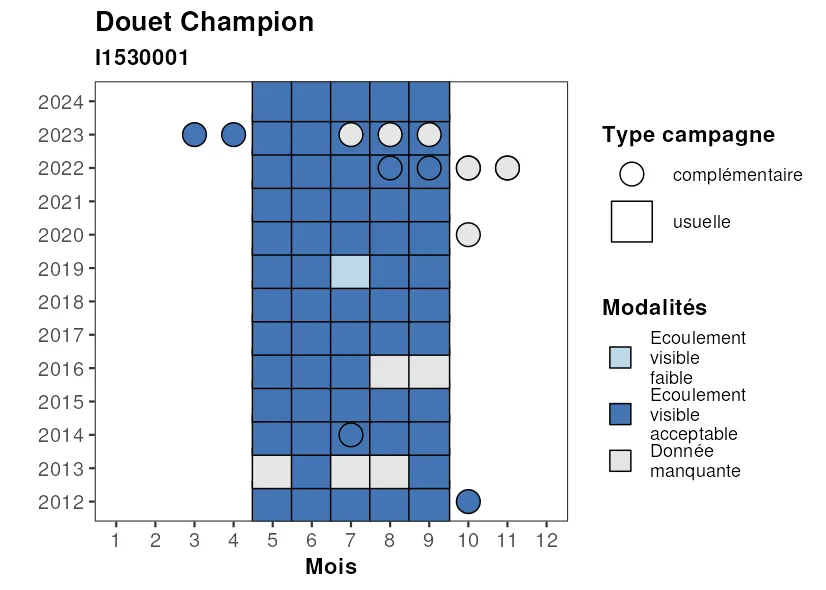 Douet Champion
I1530001
2024
2023
2022
2021
2020
2019
2018
2017
2016
2015
2014
2013
2012
1 2 3 4 5 6 7 8 9 10 11 12
Mois
Type campagne
complémentaire
usuelle
Modalités
Ecoulement
visible
faible
Ecoulement
visible
acceptable
Donnée
manquante